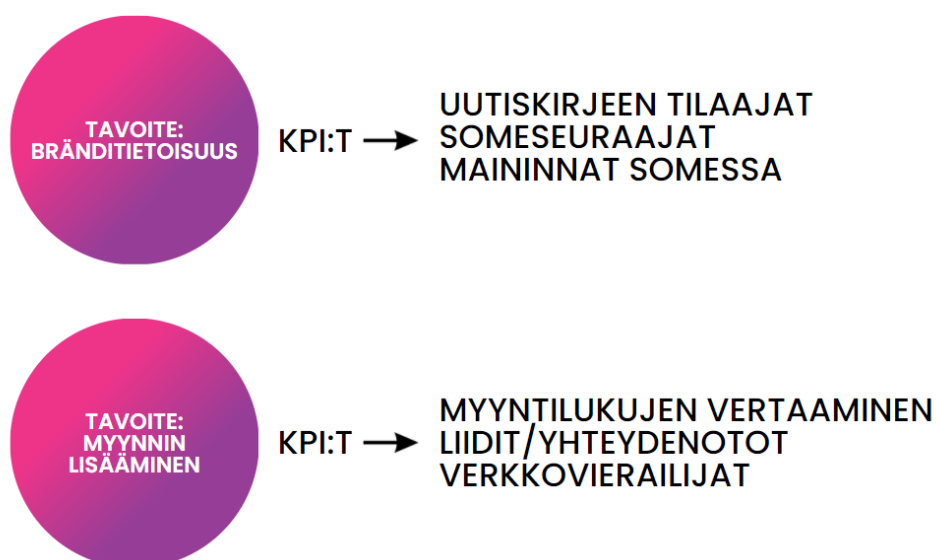 TAVOITE:
BRÄNDITIETOISUUS
KPI:T
UUTISKIRJEEN TILAAJAT
SOMESEURAAJAT
MAININNAT SOMESSA
TAVOITE:
MYYNNIN
LISÄÄMINEN
KPI:T
MYYNTILUKUJEN VERTAAMINEN
LIIDIT/YHTEYDENOTOT
VERKKOVIERAILIJAT